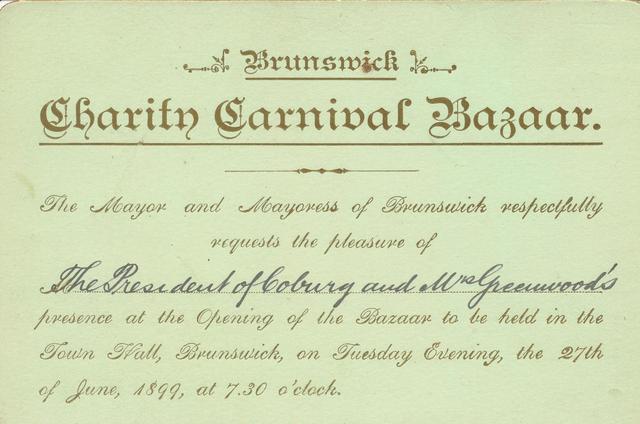 Brunswick
Charity Carnival Bazaar.
The Mayor and Mayoress of Brunswick respectfully
requests the pleasure of
The President of Coburg and Mrs Greenwood's
presence at the Opening of the Bazaar to be held in the
Town Hall, Brunswick, on Tuesday Evening, the 27th
of June, 1899, at 7.30 o'clock.